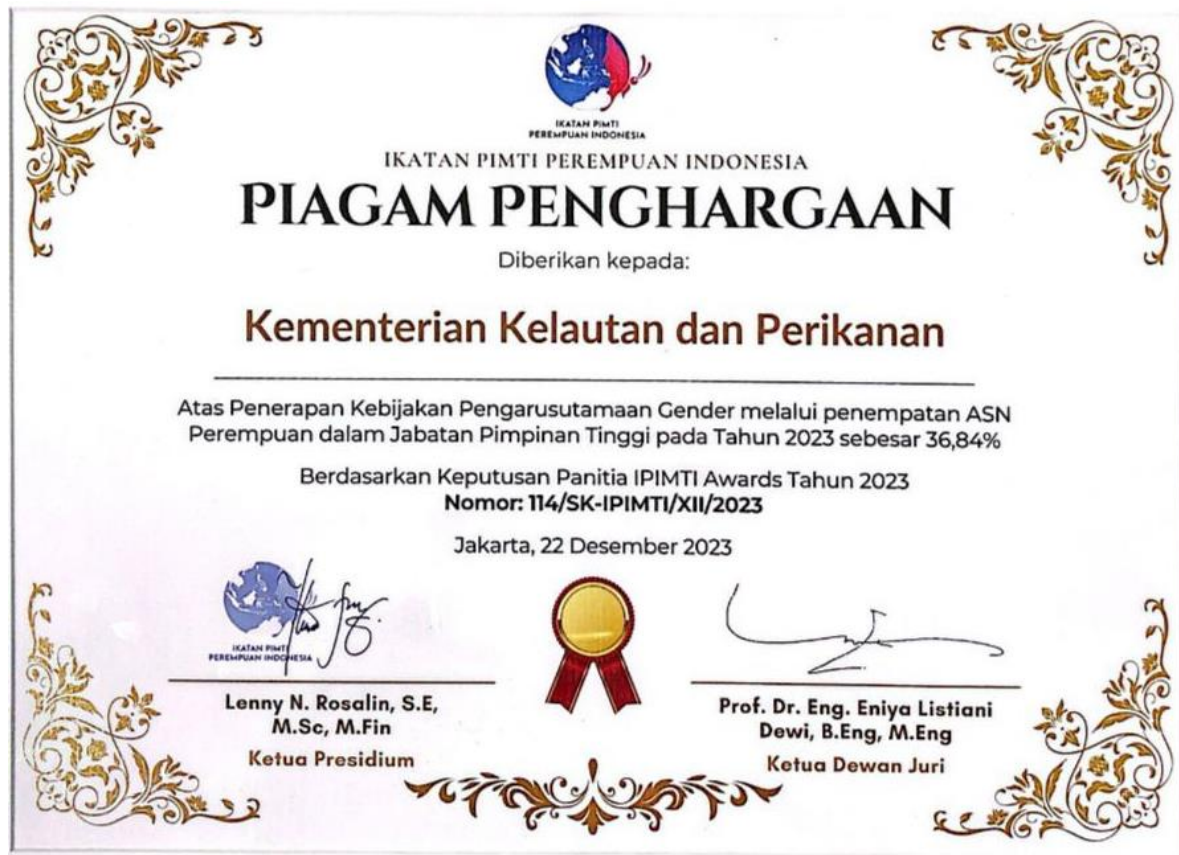 IKATAN PIMTI
PEREMPUAN INDONESIA
IKATAN PIMTI PEREMPUAN INDONESIA
PIAGAM PENGHARGAAN
Diberikan kepada:
Kementerian Kelautan dan Perikanan
Atas Penerapan Kebijakan Pengarusutamaan Gender melalui penempatan ASN
Perempuan dalam Jabatan Pimpinan Tinggi pada Tahun 2023 sebesar 36,84%
Berdasarkan Keputusan Panitia IPIMTI Awards Tahun 2023
Nomor: 114/SK-IPIMTI/XII/2023
Jakarta, 22 Desember 2023
IKATAN PIMTI
PEREMPUAN INDONESIA
Lenny N. Rosalin, S.E,
M.Sc, M.Fin
Ketua Presidium
Prof. Dr. Eng. Eniya Listiani
Dewi, B.Eng, M.Eng
Ketua Dewan Juri